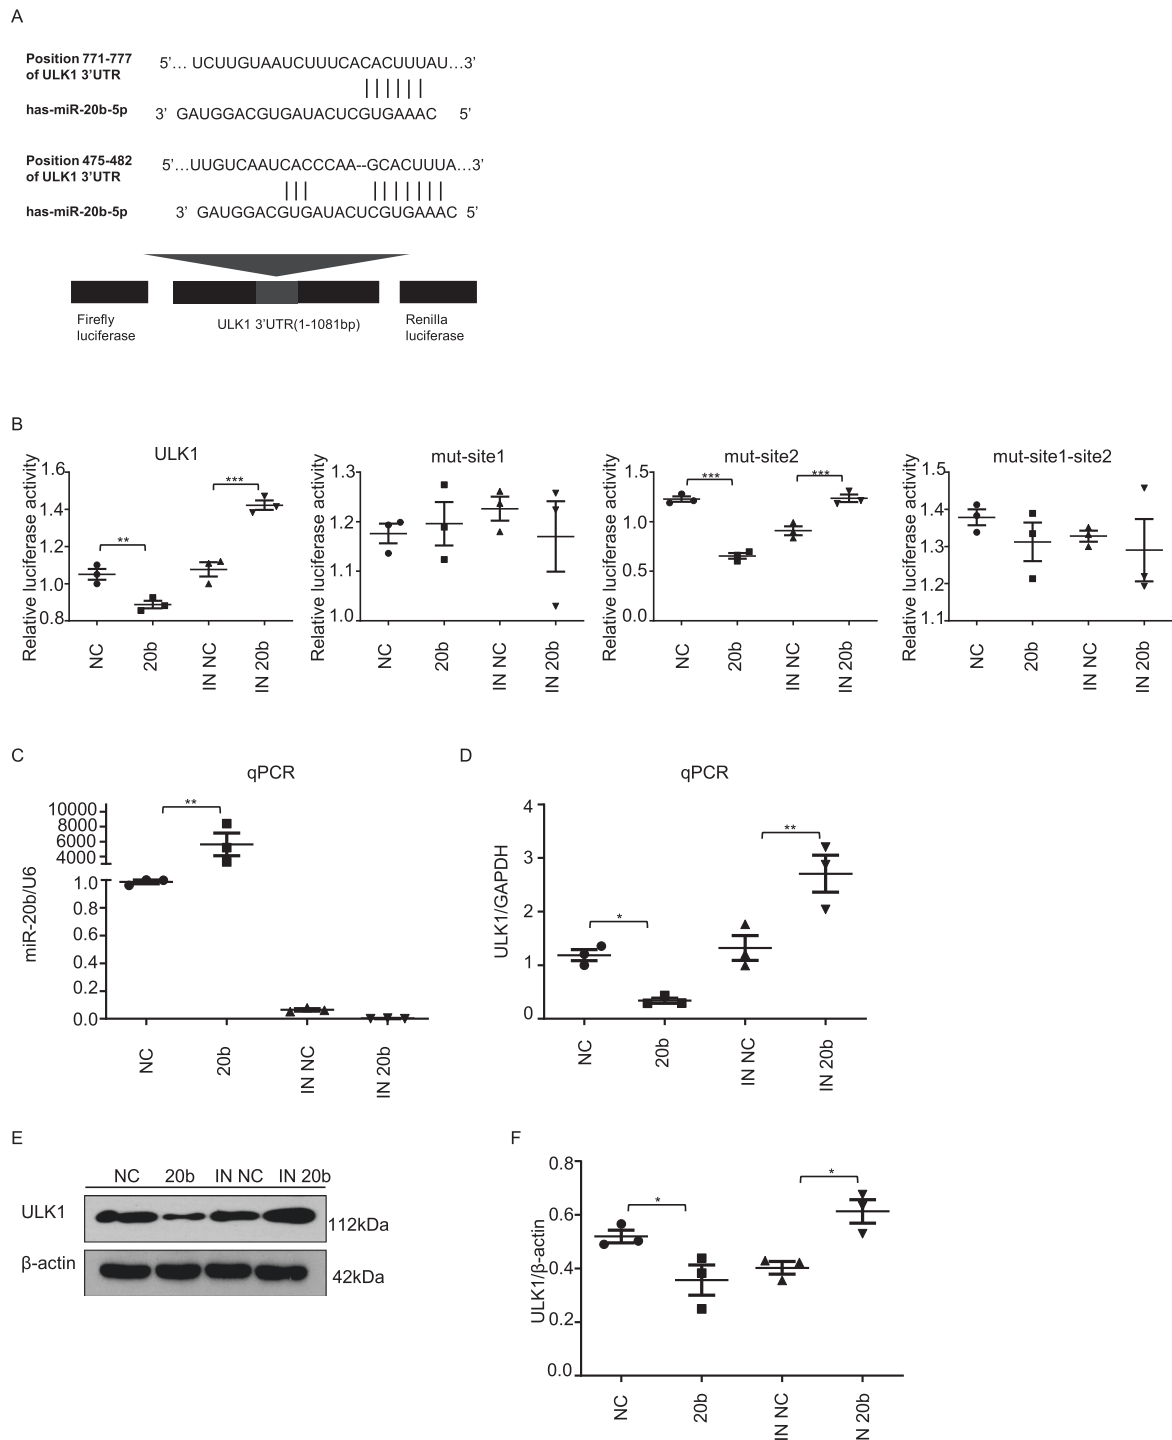 A
Position 771-777
of ULK1 3'UTR
5'... UCUUGUAAUCUUUCACACUUUAU...3'
has-miR-20b-5p
3' GAUGGACGUGAUACUCGUGAAAC 5'
Position 475-482
of ULK1 3'UTR
5'...UUGUCAAUCACCCAA--GCACUUUA...3'
has-miR-20b-5p
3' GAUGGACGUGAUACUCGUGAAAC 5'
Firefly
luciferase
ULK1 3'UTR(1-1081bp)
Renilla
luciferase
B
ULK1
Relative luciferase activity
1.6
1.4
1.2
1.0
0.8
**
***
NC
20b
IN NC
IN 20b
mut-site1
Relative luciferase activity
1.3
1.2
1.1
1.0
NC
20b
IN NC
IN 20b
mut-site2
Relative luciferase activity
1.5
1.0
0.5
0.0
***
***
NC
20b
IN NC
IN 20b
mut-site1-site2
Relative luciferase activity
1.5
1.4
1.3
1.2
1.1
NC
20b
IN NC
IN 20b
C
qPCR
miR-20b/U6
10000
8000
6000
4000
1.0
0.8
0.6
0.4
0.2
0.0
**
NC
20b
IN NC
IN 20b
D
qPCR
ULK1/GAPDH
4
3
2
1
0
*
**
NC
20b
IN NC
IN 20b
E
NC 20b IN NC IN 20b
ULK1
112kDa
β-actin
42kDa
F
ULK1/β-actin
0.8
0.6
0.4
0.2
0.0
*
*
NC
20b
IN NC
N 20b